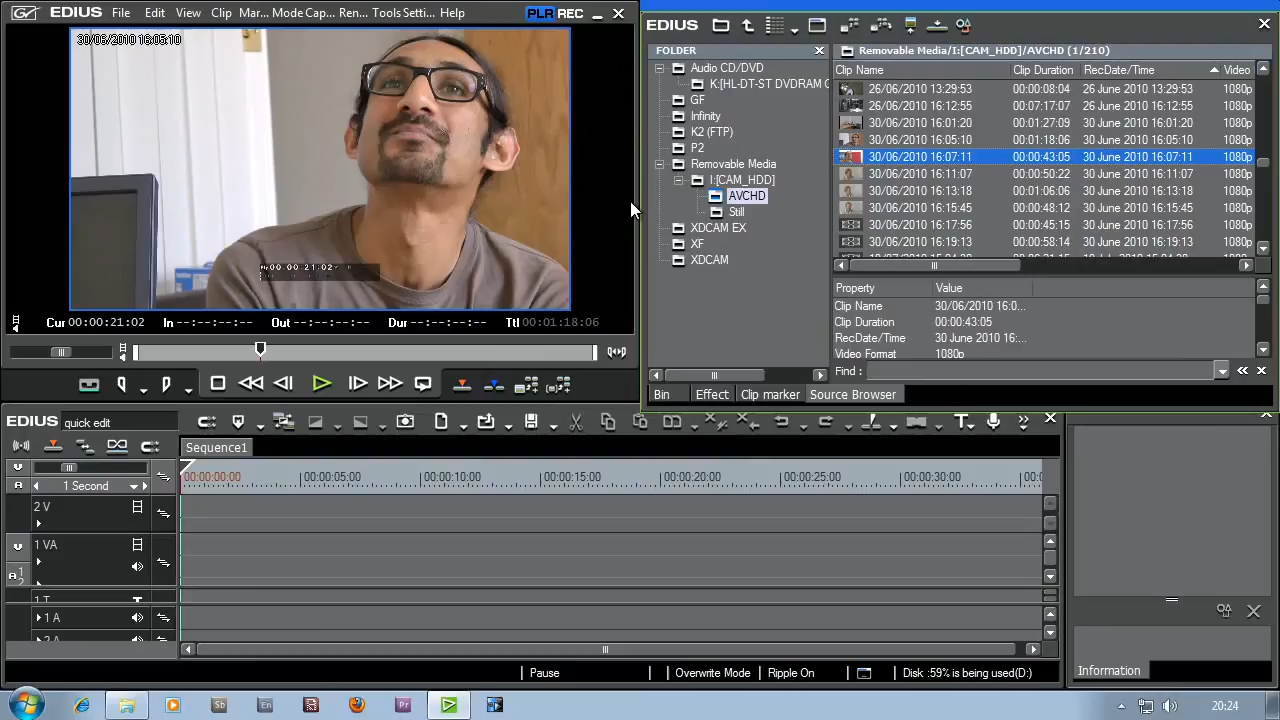 EDIUS File Edit View Clip Mar... Mode Cap... Ren... Tools Setti... Help PLR REC
30/06/2010 16:05:10
00:00:21:02
Cur 00:00:21:02 In --:--:--:-- Out --:--:--:-- Dur --:--:--:-- Ttl 00:01:18:06
EDIUS
FOLDER
Audio CD/DVD
K:[HL-DT-ST DVDRAM G
GF
Infinity
K2 (FTP)
P2
Removable Media
I:[CAM_HDD]
AVCHD
Still
XDCAM EX
XF
XDCAM
Removable Media/I:[CAM_HDD]/AVCHD (1/210)
Clip Name Clip Duration RecDate/Time Video
26/06/2010 13:29:53 00:00:08:04 26 June 2010 13:29:53 1080p
26/06/2010 16:12:55 00:07:17:07 26 June 2010 16:12:55 1080p
30/06/2010 16:01:20 00:01:27:09 30 June 2010 16:01:20 1080p
30/06/2010 16:05:10 00:01:18:06 30 June 2010 16:05:10 1080p
30/06/2010 16:07:11 00:00:43:05 30 June 2010 16:07:11 1080p
30/06/2010 16:11:07 00:00:50:22 30 June 2010 16:11:07 1080p
30/06/2010 16:13:18 00:01:06:06 30 June 2010 16:13:18 1080p
30/06/2010 16:15:45 00:00:48:12 30 June 2010 16:15:45 1080p
30/06/2010 16:17:56 00:00:45:15 30 June 2010 16:17:56 1080p
30/06/2010 16:19:13 00:00:58:14 30 June 2010 16:19:13 1080p
Property Value
Clip Name 30/06/2010 16:0...
Clip Duration 00:00:43:05
RecDate/Time 30 June 2010 16:...
Video Format 1080p
Find :
Bin Effect Clip marker Source Browser
EDIUS quick edit
Sequence1
1 Second
00:00:00:00 00:00:05:00 00:00:10:00 00:00:15:00 00:00:20:00 00:00:25:00 00:00:30:00 00:0
2 V
1 VA
1 T
1 A
2 A
Pause Overwrite Mode Ripple On Disk :59% is being used(D:)
Information
Sb En Pr 20:24